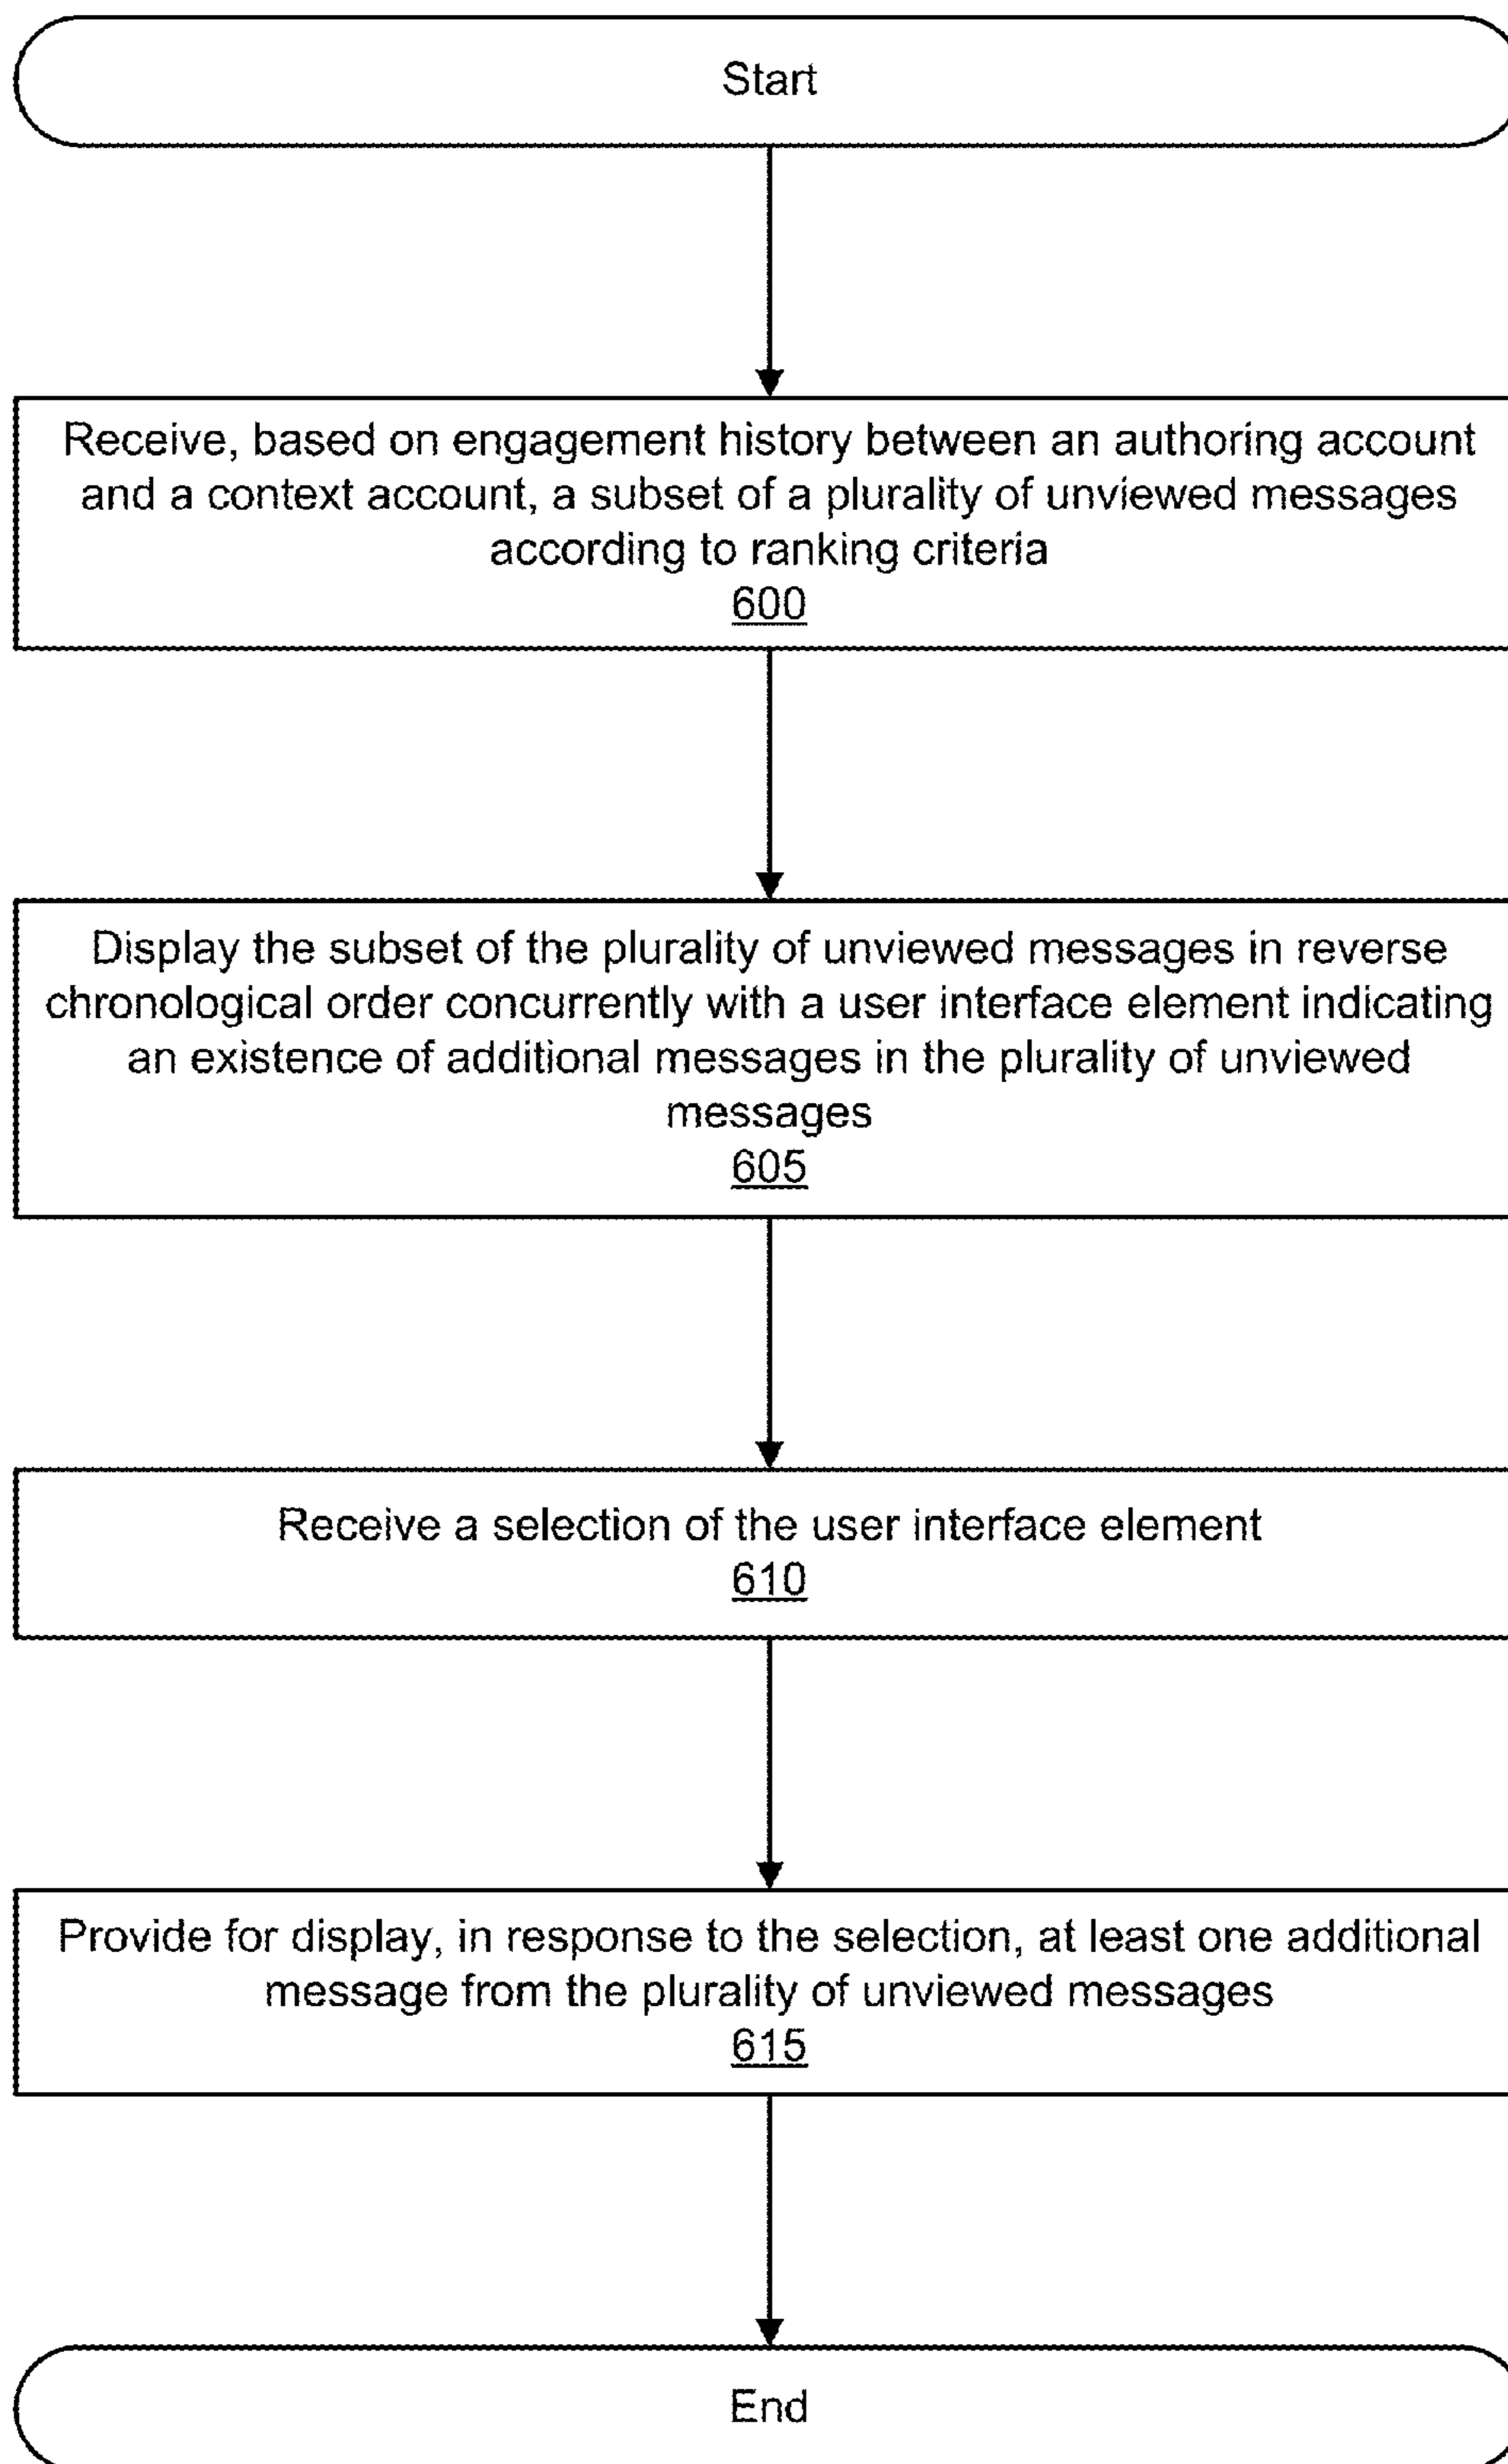 Start
Receive, based on engagement history between an authoring account
and a context account, a subset of a plurality of unviewed messages
according to ranking criteria
600
Display the subset of the plurality of unviewed messages in reverse
chronological order concurrently with a user interface element indicating
an existence of additional messages in the plurality of unviewed
messages
605
Receive a selection of the user interface element
610
Provide for display, in response to the selection, at least one additional
message from the plurality of unviewed messages
615
End